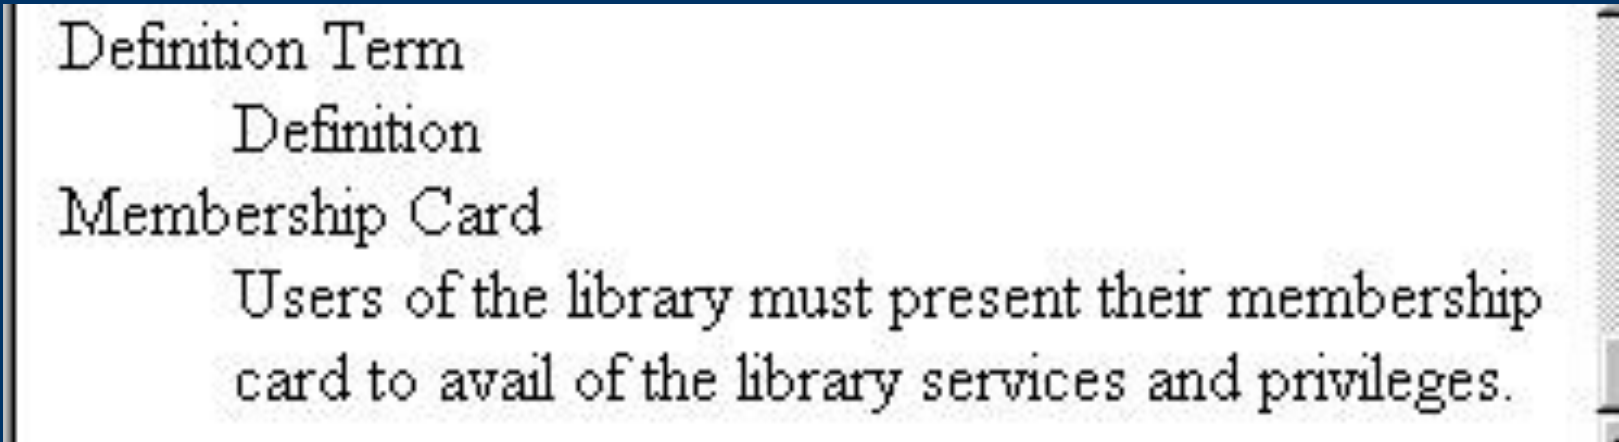 Definition Term
Definition
Membership Card
Users of the library must present their membership
card to avail of the library services and privileges.